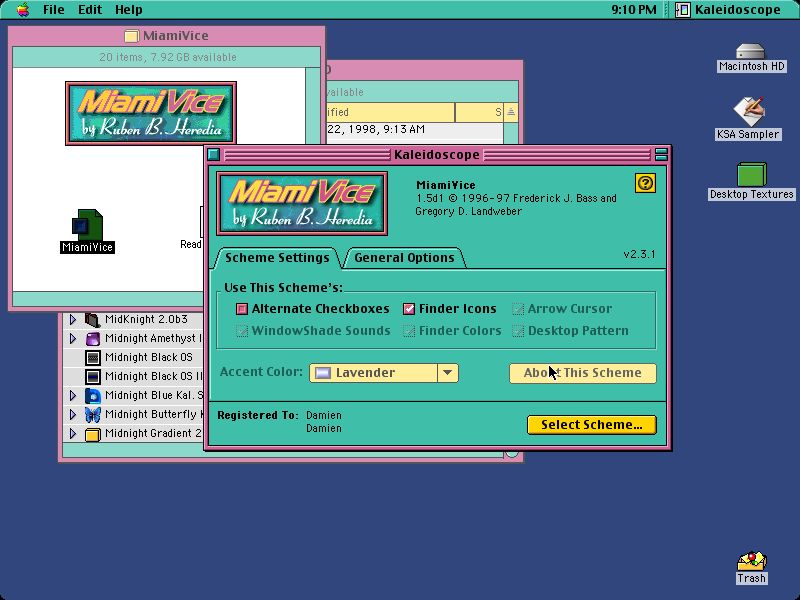 File Edit Help
9:10 PM
Kaleidoscope
MiamiVice
20 items, 7.92 GB available
MiamiVice
by Ruben B. Heredia
MiamiVice
Read
vailable
ified
S
22, 1998, 9:13 AM
Kaleidoscope
MiamiVice
by Ruben B. Heredia
MiamiVice
1.5d1 © 1996-97 Frederick J. Bass and
Gregory D. Landweber
?
v2.3.1
Scheme Settings
General Options
Use This Scheme's:
Alternate Checkboxes
Finder Icons
Arrow Cursor
WindowShade Sounds
Finder Colors
Desktop Pattern
Accent Color:
Lavender
About This Scheme
Registered To:
Damien
Damien
Select Scheme...
MidKnight 2.0b3
Midnight Amethyst
Midnight Black OS
Midnight Black OS II
Midnight Blue Kal. S
Midnight Butterfly K
Midnight Gradient 2
Macintosh HD
KSA Sampler
Desktop Textures
Trash